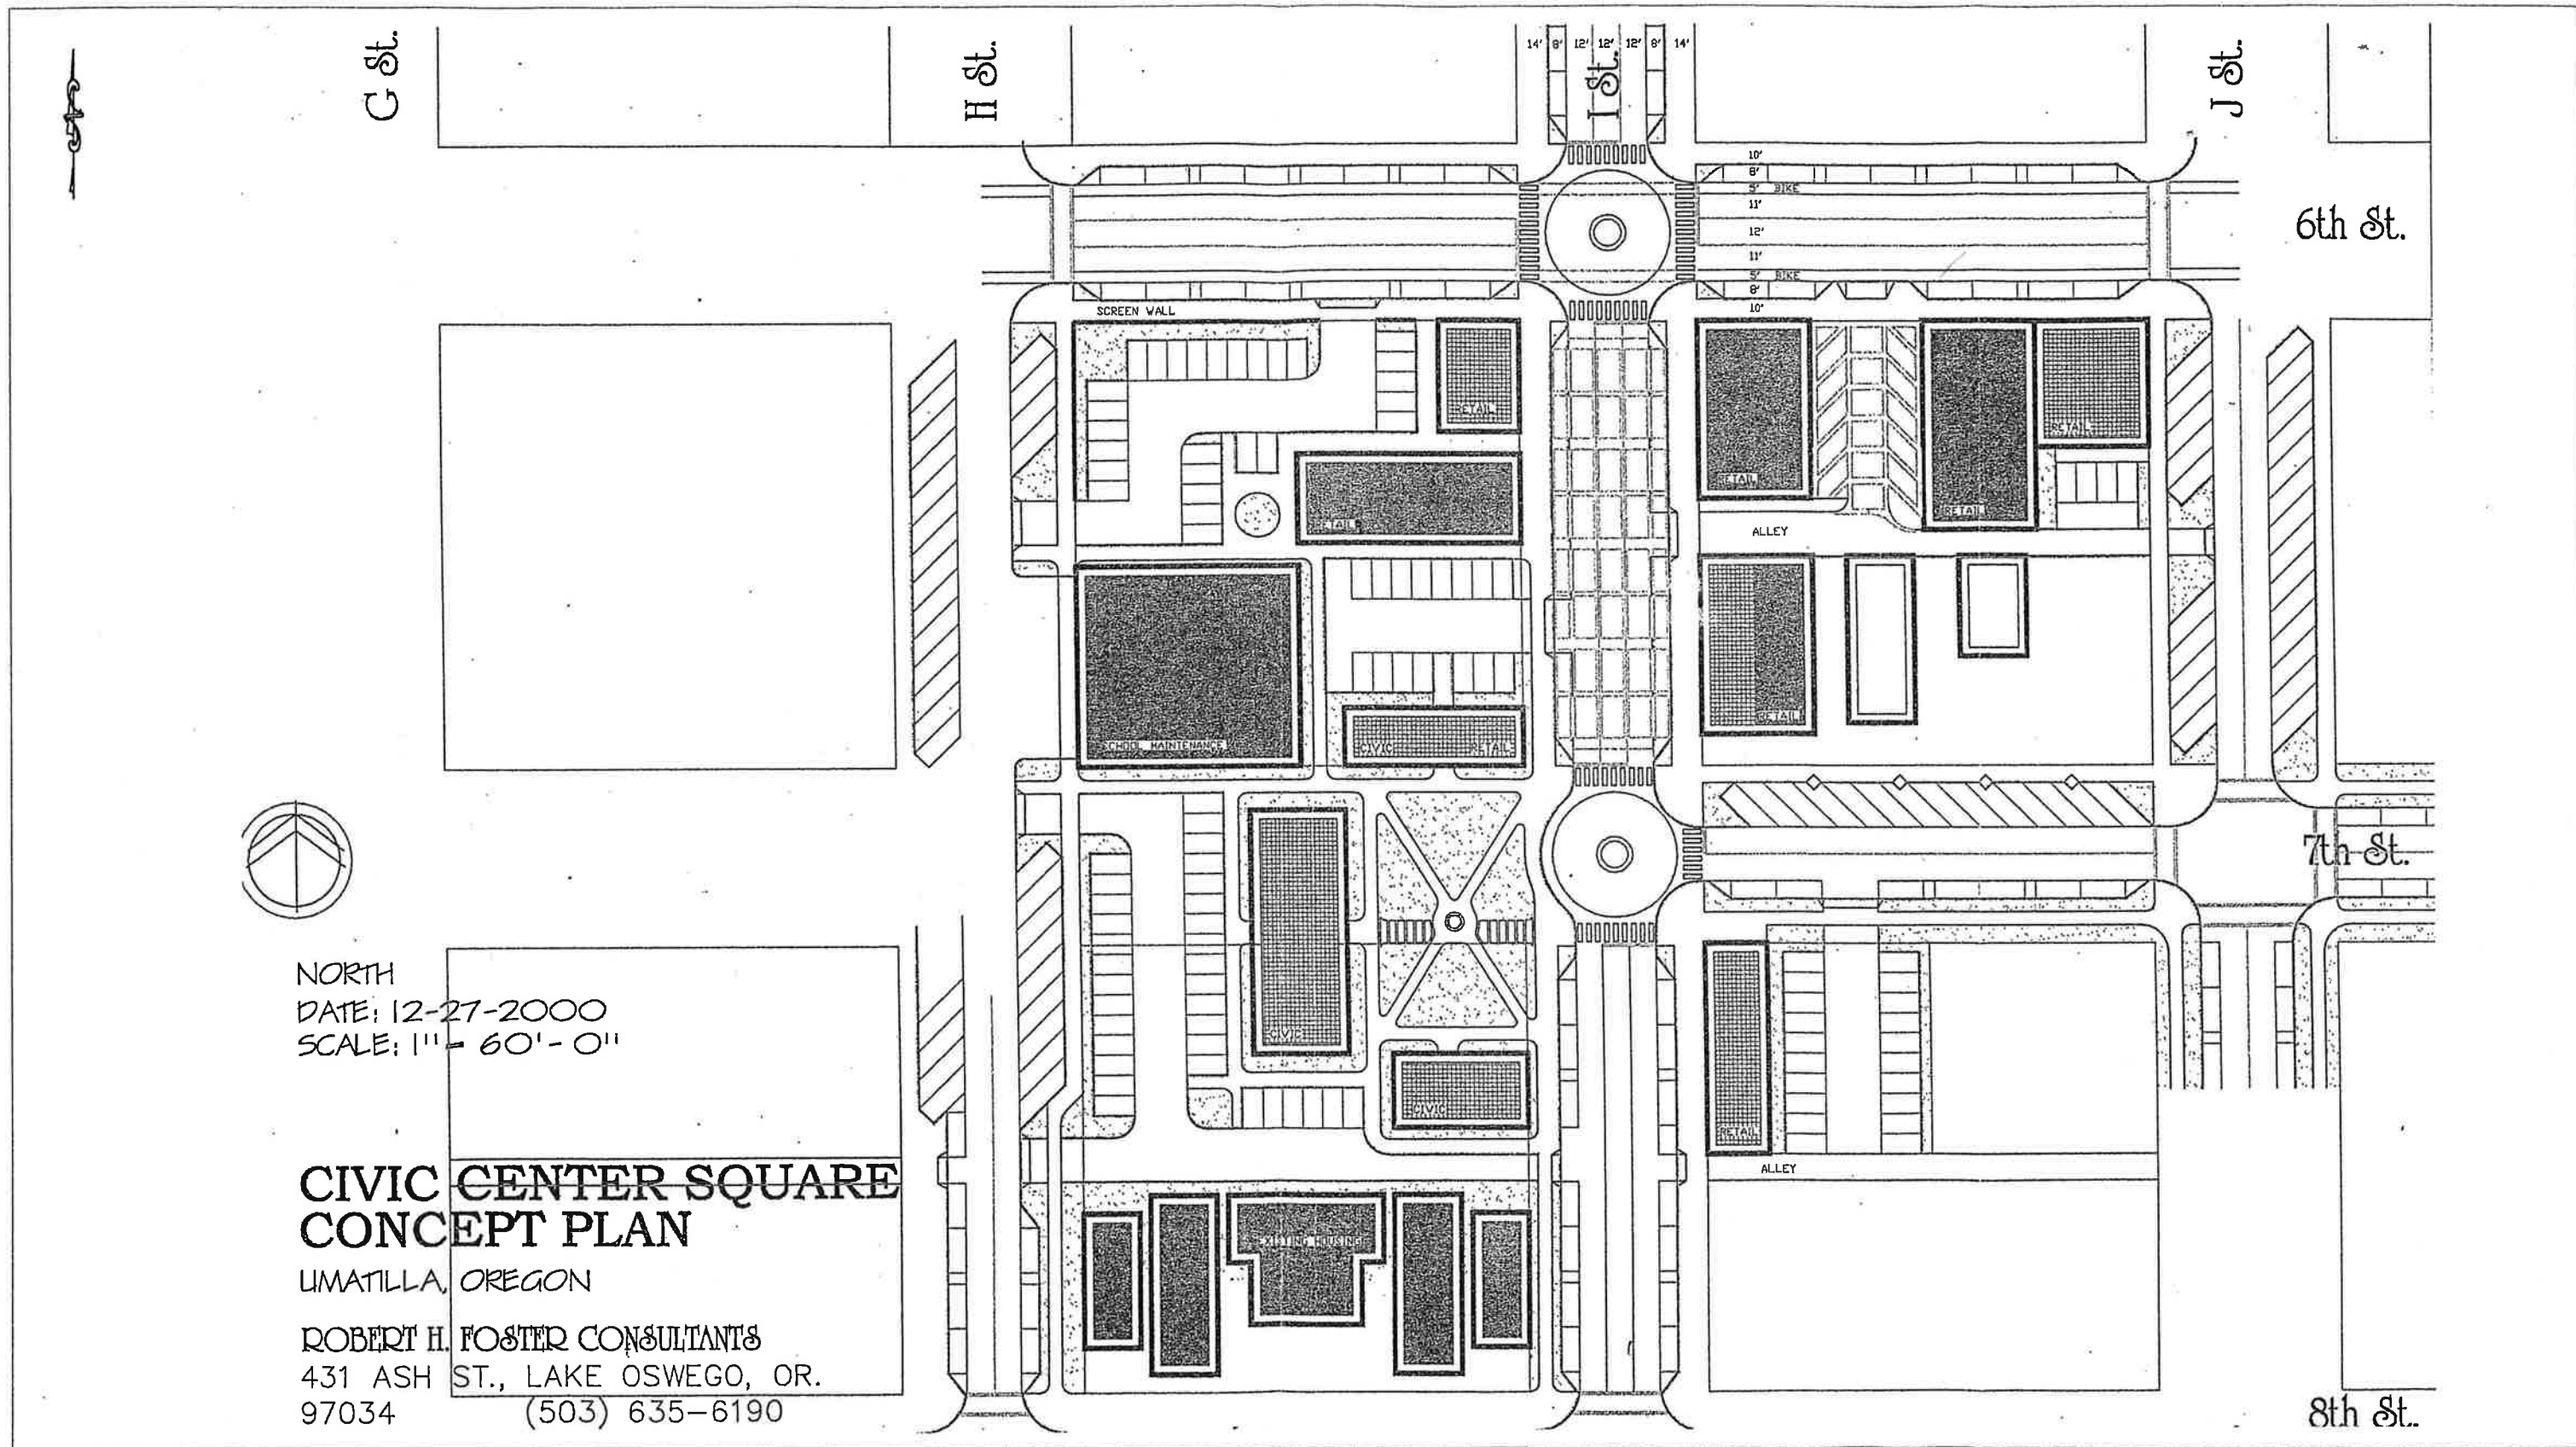 G St.
H St.
I St.
J St.
14' 8' 12' 12' 12' 8' 14'
10'
8'
5' BIKE
11'
12'
11'
5' BIKE
8'
10'
6th St.
SCREEN WALL
RETAIL
RETAIL
RETAIL
RETAIL
RETAIL
ALLEY
RETAIL
SCHOOL MAINTENANCE
CIVIC RETAIL
7th St.
CIVIC
CIVIC
RETAIL
ALLEY
EXISTING HOUSING
NORTH
DATE: 12-27-2000
SCALE: 1" = 60'-0"
CIVIC CENTER SQUARE
CONCEPT PLAN
UMATILLA, OREGON
ROBERT H. FOSTER CONSULTANTS
431 ASH ST., LAKE OSWEGO, OR.
97034 (503) 635-6190
8th St.